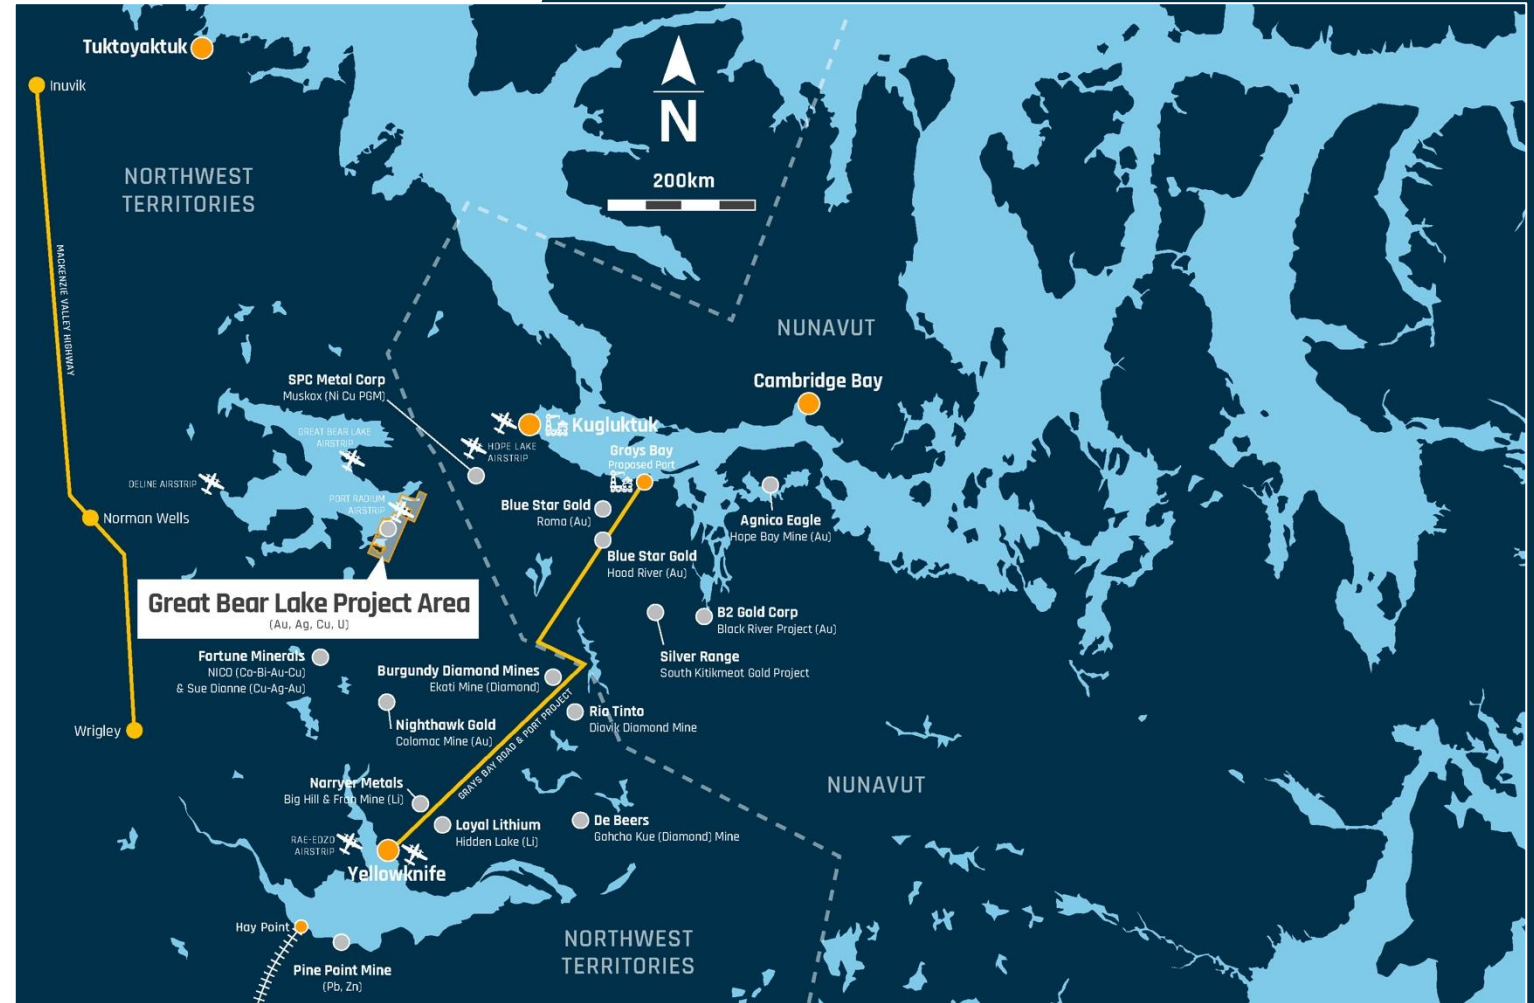 Tuktoyaktuk
Inuvik
N
NORTHWEST
TERRITORIES
200km
MACKENZIE VALLEY HIGHWAY
NUNAVUT
SPC Metal Corp
Muskox (Ni Cu PGM)
Cambridge Bay
GREAT BEAR LAKE
AIRSTRIP
HOPE LAKE
AIRSTRIP
Kugluktuk
Grays Bay
Proposed Port
DELINE AIRSTRIP
PORT RADIUM
AIRSTRIP
Norman Wells
Blue Star Gold
Roma (Au)
Agnico Eagle
Hope Bay Mine (Au)
Blue Star Gold
Hood River (Au)
Great Bear Lake Project Area
(Au, Ag, Cu, U)
B2 Gold Corp
Black River Project (Au)
Fortune Minerals
NICO (Co-Bi-Au-Cu)
& Sue Dianne (Cu-Ag-Au)
Burgundy Diamond Mines
Ekati Mine (Diamond)
Silver Range
South Kitikmeot Gold Project
Wrigley
Nighthawk Gold
Colomac Mine (Au)
Rio Tinto
Diavik Diamond Mine
GRAYS BAY ROAD & PORT PROJECT
Narryer Metals
Big Hill & Fran Mine (Li)
NUNAVUT
Loyal Lithium
Hidden Lake (Li)
De Beers
Gahcho Kue (Diamond) Mine
RAE-EDZO
AIRSTRIP
Yellowknife
Hay Point
NORTHWEST
TERRITORIES
Pine Point Mine
(Pb, Zn)